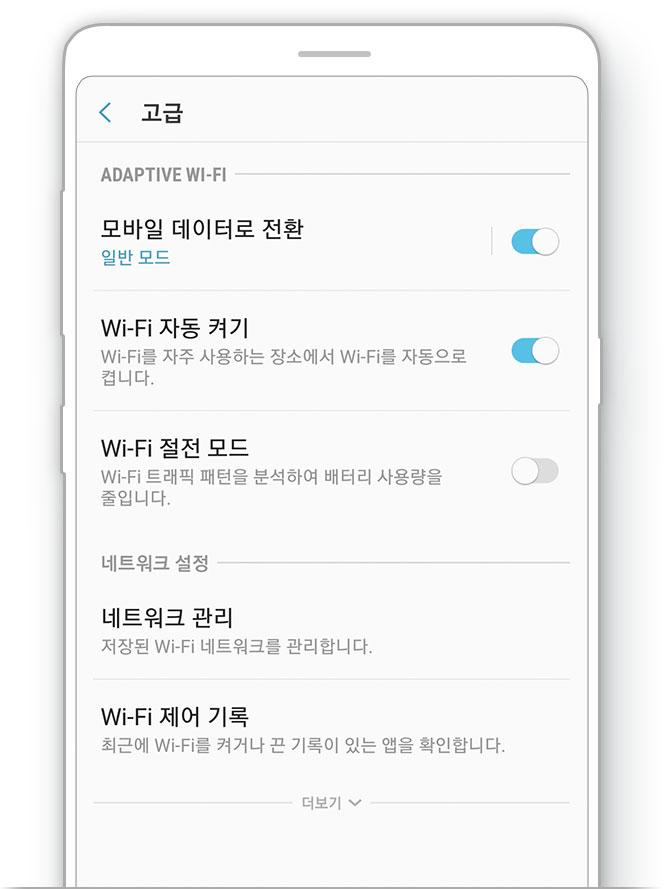 고급
ADAPTIVE WI-FI
모바일 데이터로 전환
일반 모드
Wi-Fi 자동 켜기
Wi-Fi를 자주 사용하는 장소에서 Wi-Fi를 자동으로
켭니다.
Wi-Fi 절전 모드
Wi-Fi 트래픽 패턴을 분석하여 배터리 사용량을
줄입니다.
네트워크 설정
네트워크 관리
저장된 Wi-Fi 네트워크를 관리합니다.
Wi-Fi 제어 기록
최근에 Wi-Fi를 켜거나 끈 기록이 있는 앱을 확인합니다.
더보기